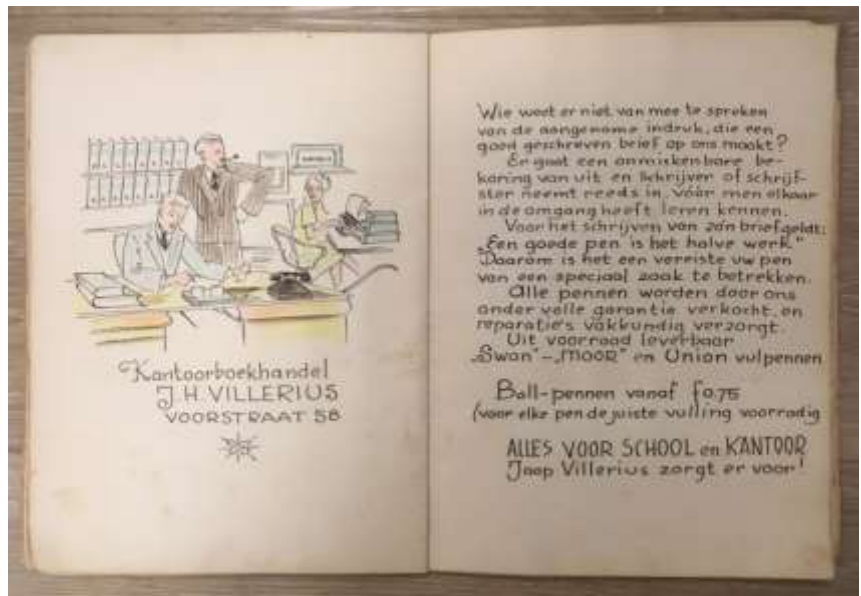 Kantoorboekhandel
J H VILLERIUS
VOORSTRAAT 58
Wie weet er niet van mee te spreken
van de aangename indruk, die een
goed geschreven brief op ons maakt?
Er gaat een onmiskenbare be-
koring van uit en schrijver of schrijf-
ster neemt reeds in, vóór men elkaar
in de omgang heeft leren kennen.
Voor het schrijven van zo'n brief geldt:
„Een goede pen is het halve werk."
Daarom is het een vereiste uw pen
van een speciaal zaak te betrekken.
Alle pennen worden door ons
onder volle garantie verkocht, en
reparatie's vakkundig verzorgt
Uit voorraad leverbaar
„Swan"-„MOOR" en Union vulpennen
Ball-pennen vanaf f0.75
(voor elke pen de juiste vulling voorradig
ALLES VOOR SCHOOL en KANTOOR
Jaap Villerius zorgt er voor!